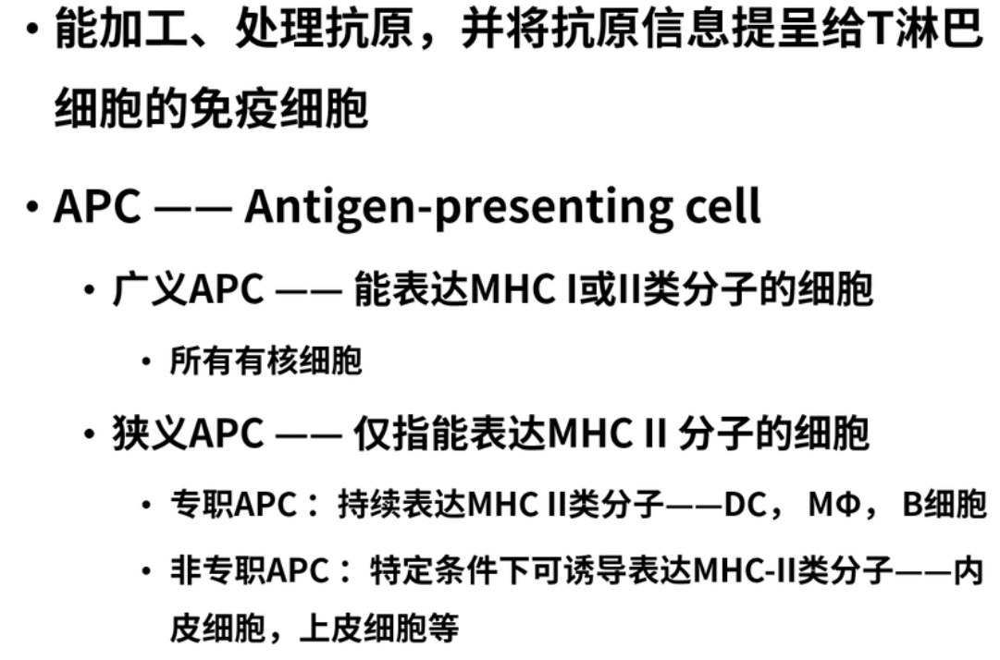 • 能加工、处理抗原，并将抗原信息提呈给T淋巴
细胞的免疫细胞
• APC —— Antigen-presenting cell
• 广义APC —— 能表达MHC I或II类分子的细胞
• 所有有核细胞
• 狭义APC —— 仅指能表达MHC II 分子的细胞
• 专职APC：持续表达MHC II类分子——DC， MΦ， B细胞
• 非专职APC：特定条件下可诱导表达MHC-II类分子——内
皮细胞，上皮细胞等